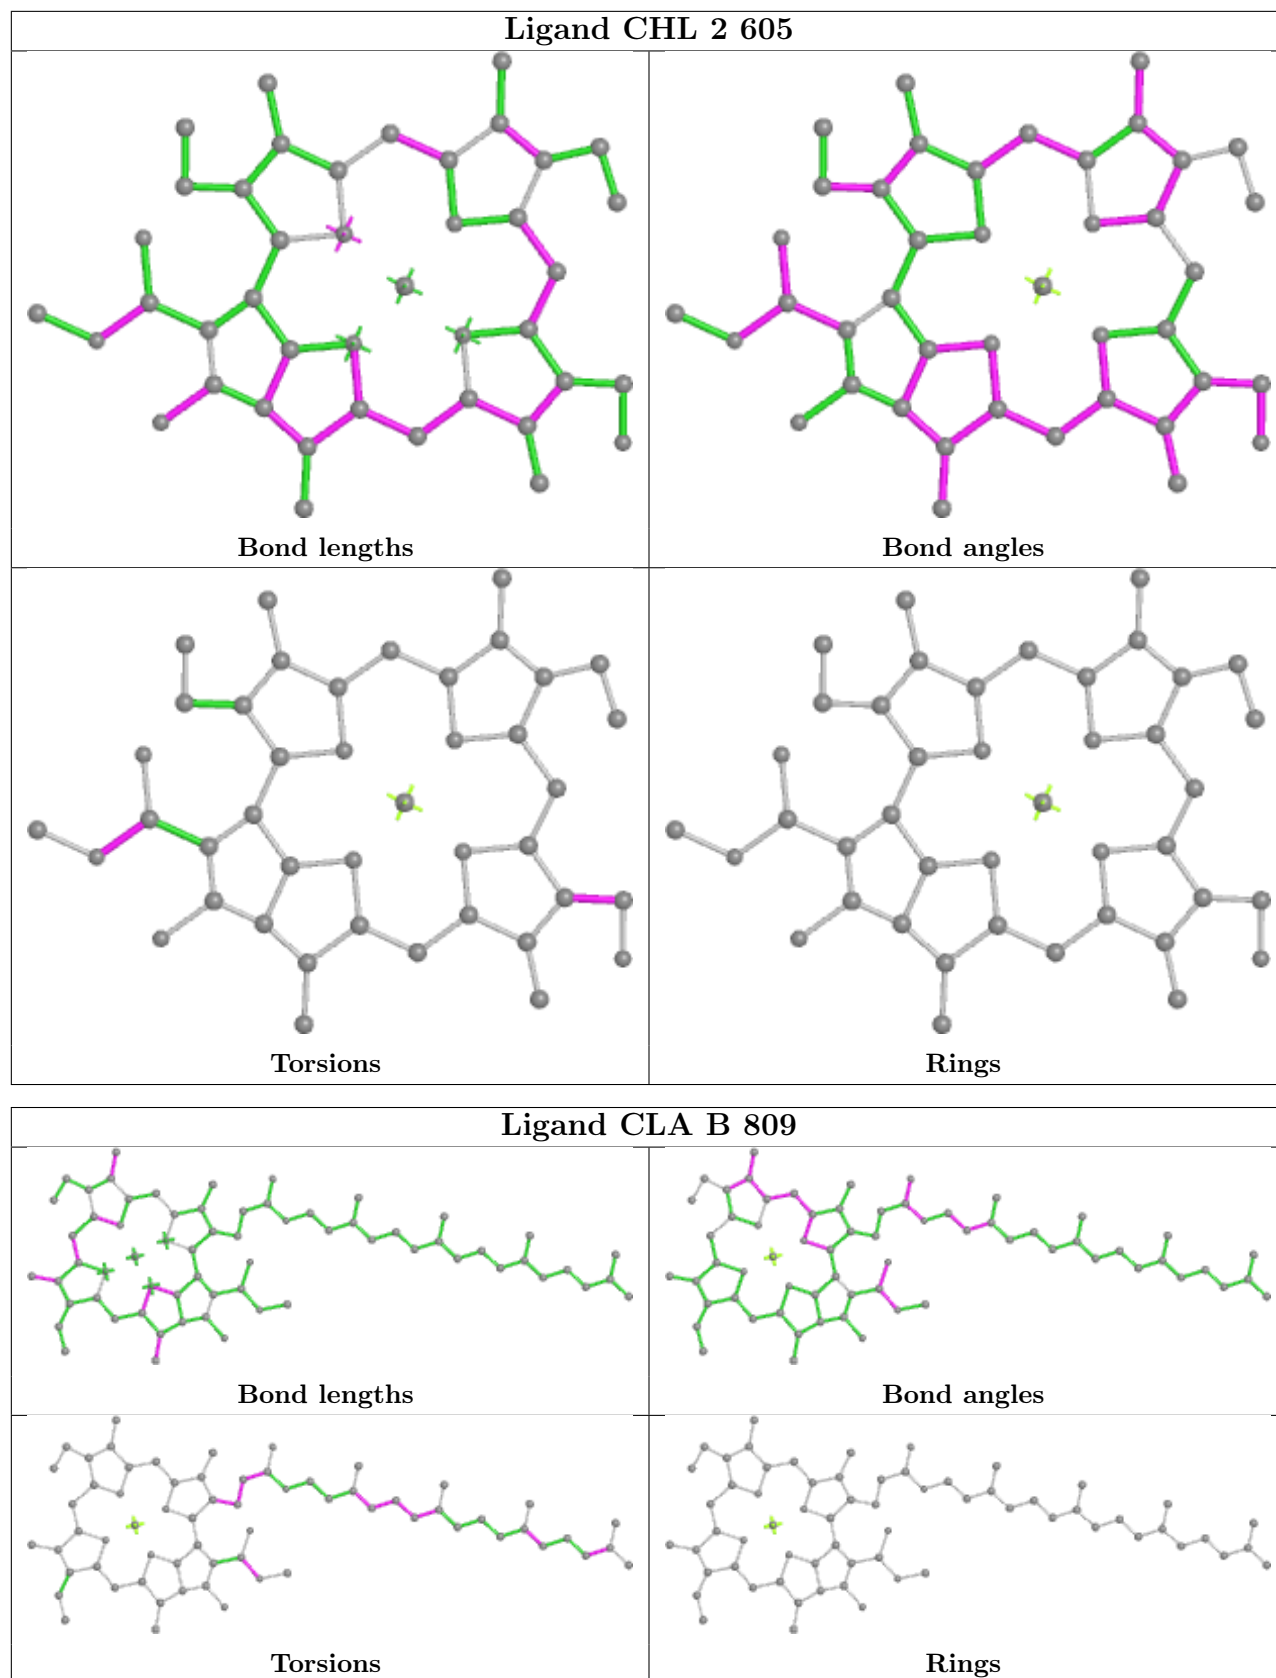 Ligand CHL 2 605
Bond lengths
Bond angles
Torsions
Rings
Ligand CLA B 809
Bond lengths
Bond angles
Torsions
Rings